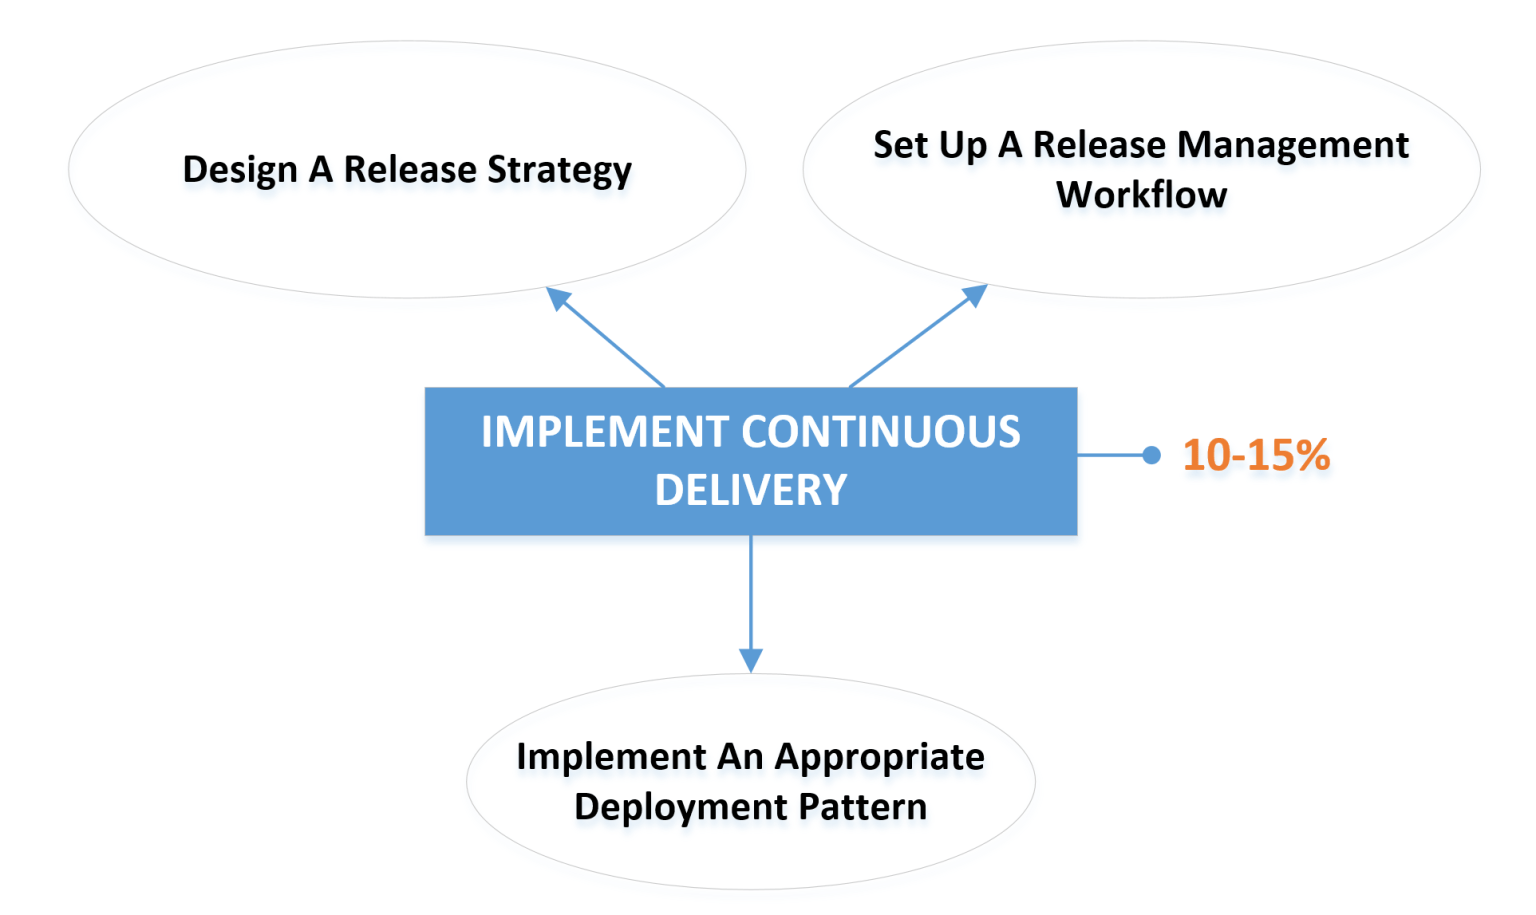 Design A Release Strategy
Set Up A Release Management
Workflow
IMPLEMENT CONTINUOUS
DELIVERY
10-15%
Implement An Appropriate
Deployment Pattern